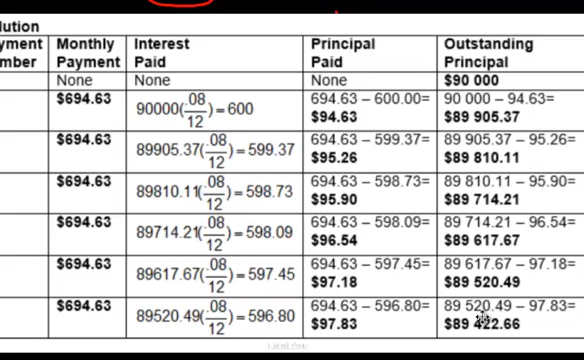 lution
yment Monthly Interest Principal Outstanding
mber Payment Paid Paid Principal
None None None $90 000
$694.63 90000(.08/12) = 600 694.63 – 600.00= 90 000 – 94.63=
$94.63 $89 905.37
$694.63 89905.37(.08/12) = 599.37 694.63 – 599.37= 89 905.37 – 95.26=
$95.26 $89 810.11
$694.63 89810.11(.08/12) = 598.73 694.63 – 598.73= 89 810.11 – 95.90=
$95.90 $89 714.21
$694.63 89714.21(.08/12) = 598.09 694.63 – 598.09= 89 714.21 – 96.54=
$96.54 $89 617.67
$694.63 89617.67(.08/12) = 597.45 694.63 – 597.45= 89 617.67 – 97.18=
$97.18 $89 520.49
$694.63 89520.49(.08/12) = 596.80 694.63 – 596.80= 89 520.49 – 97.83=
$97.83 $89 422.66